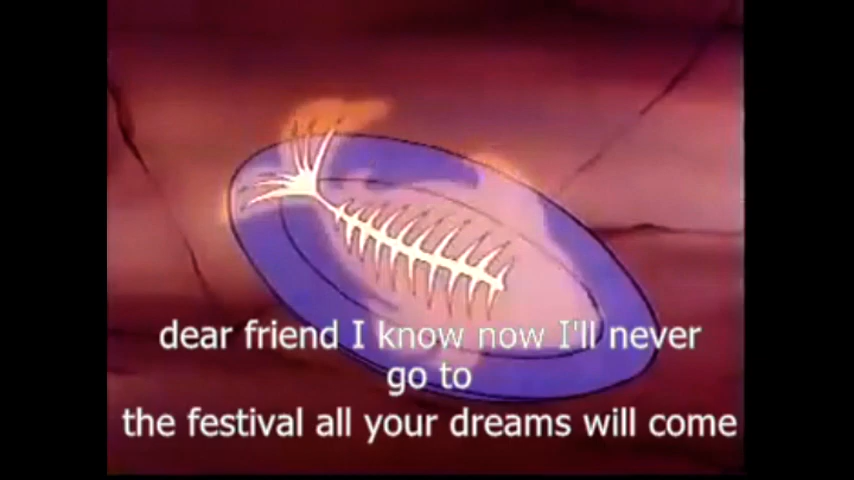 dear friend I know now I'll never
go to
the festival all your dreams will come